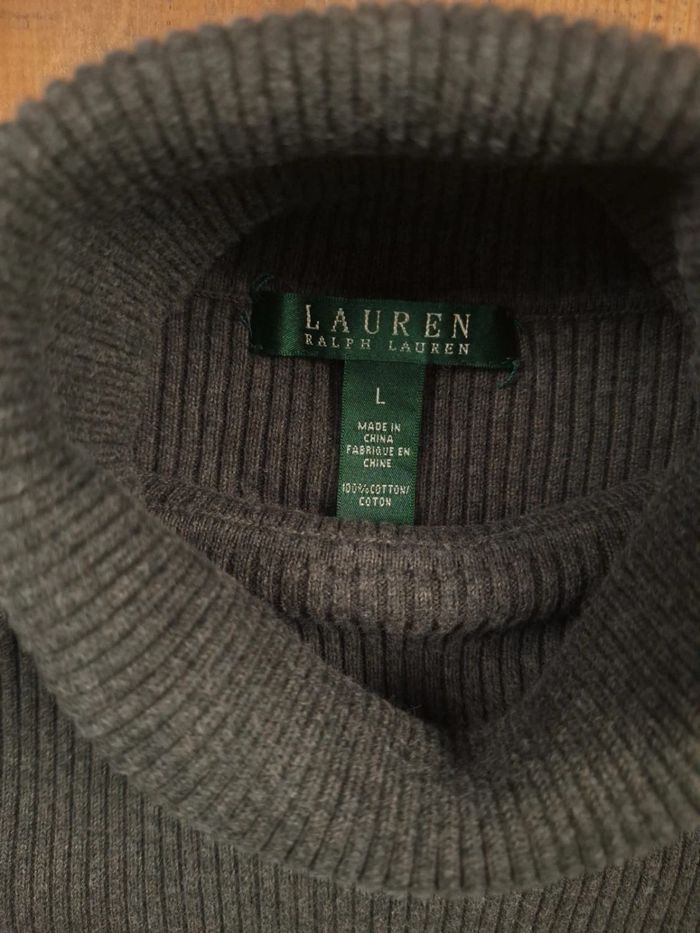 LAUREN
RALPH LAUREN
L
MADE IN
CHINA
FABRIQUE EN
CHINE
100% COTTON/
COTON